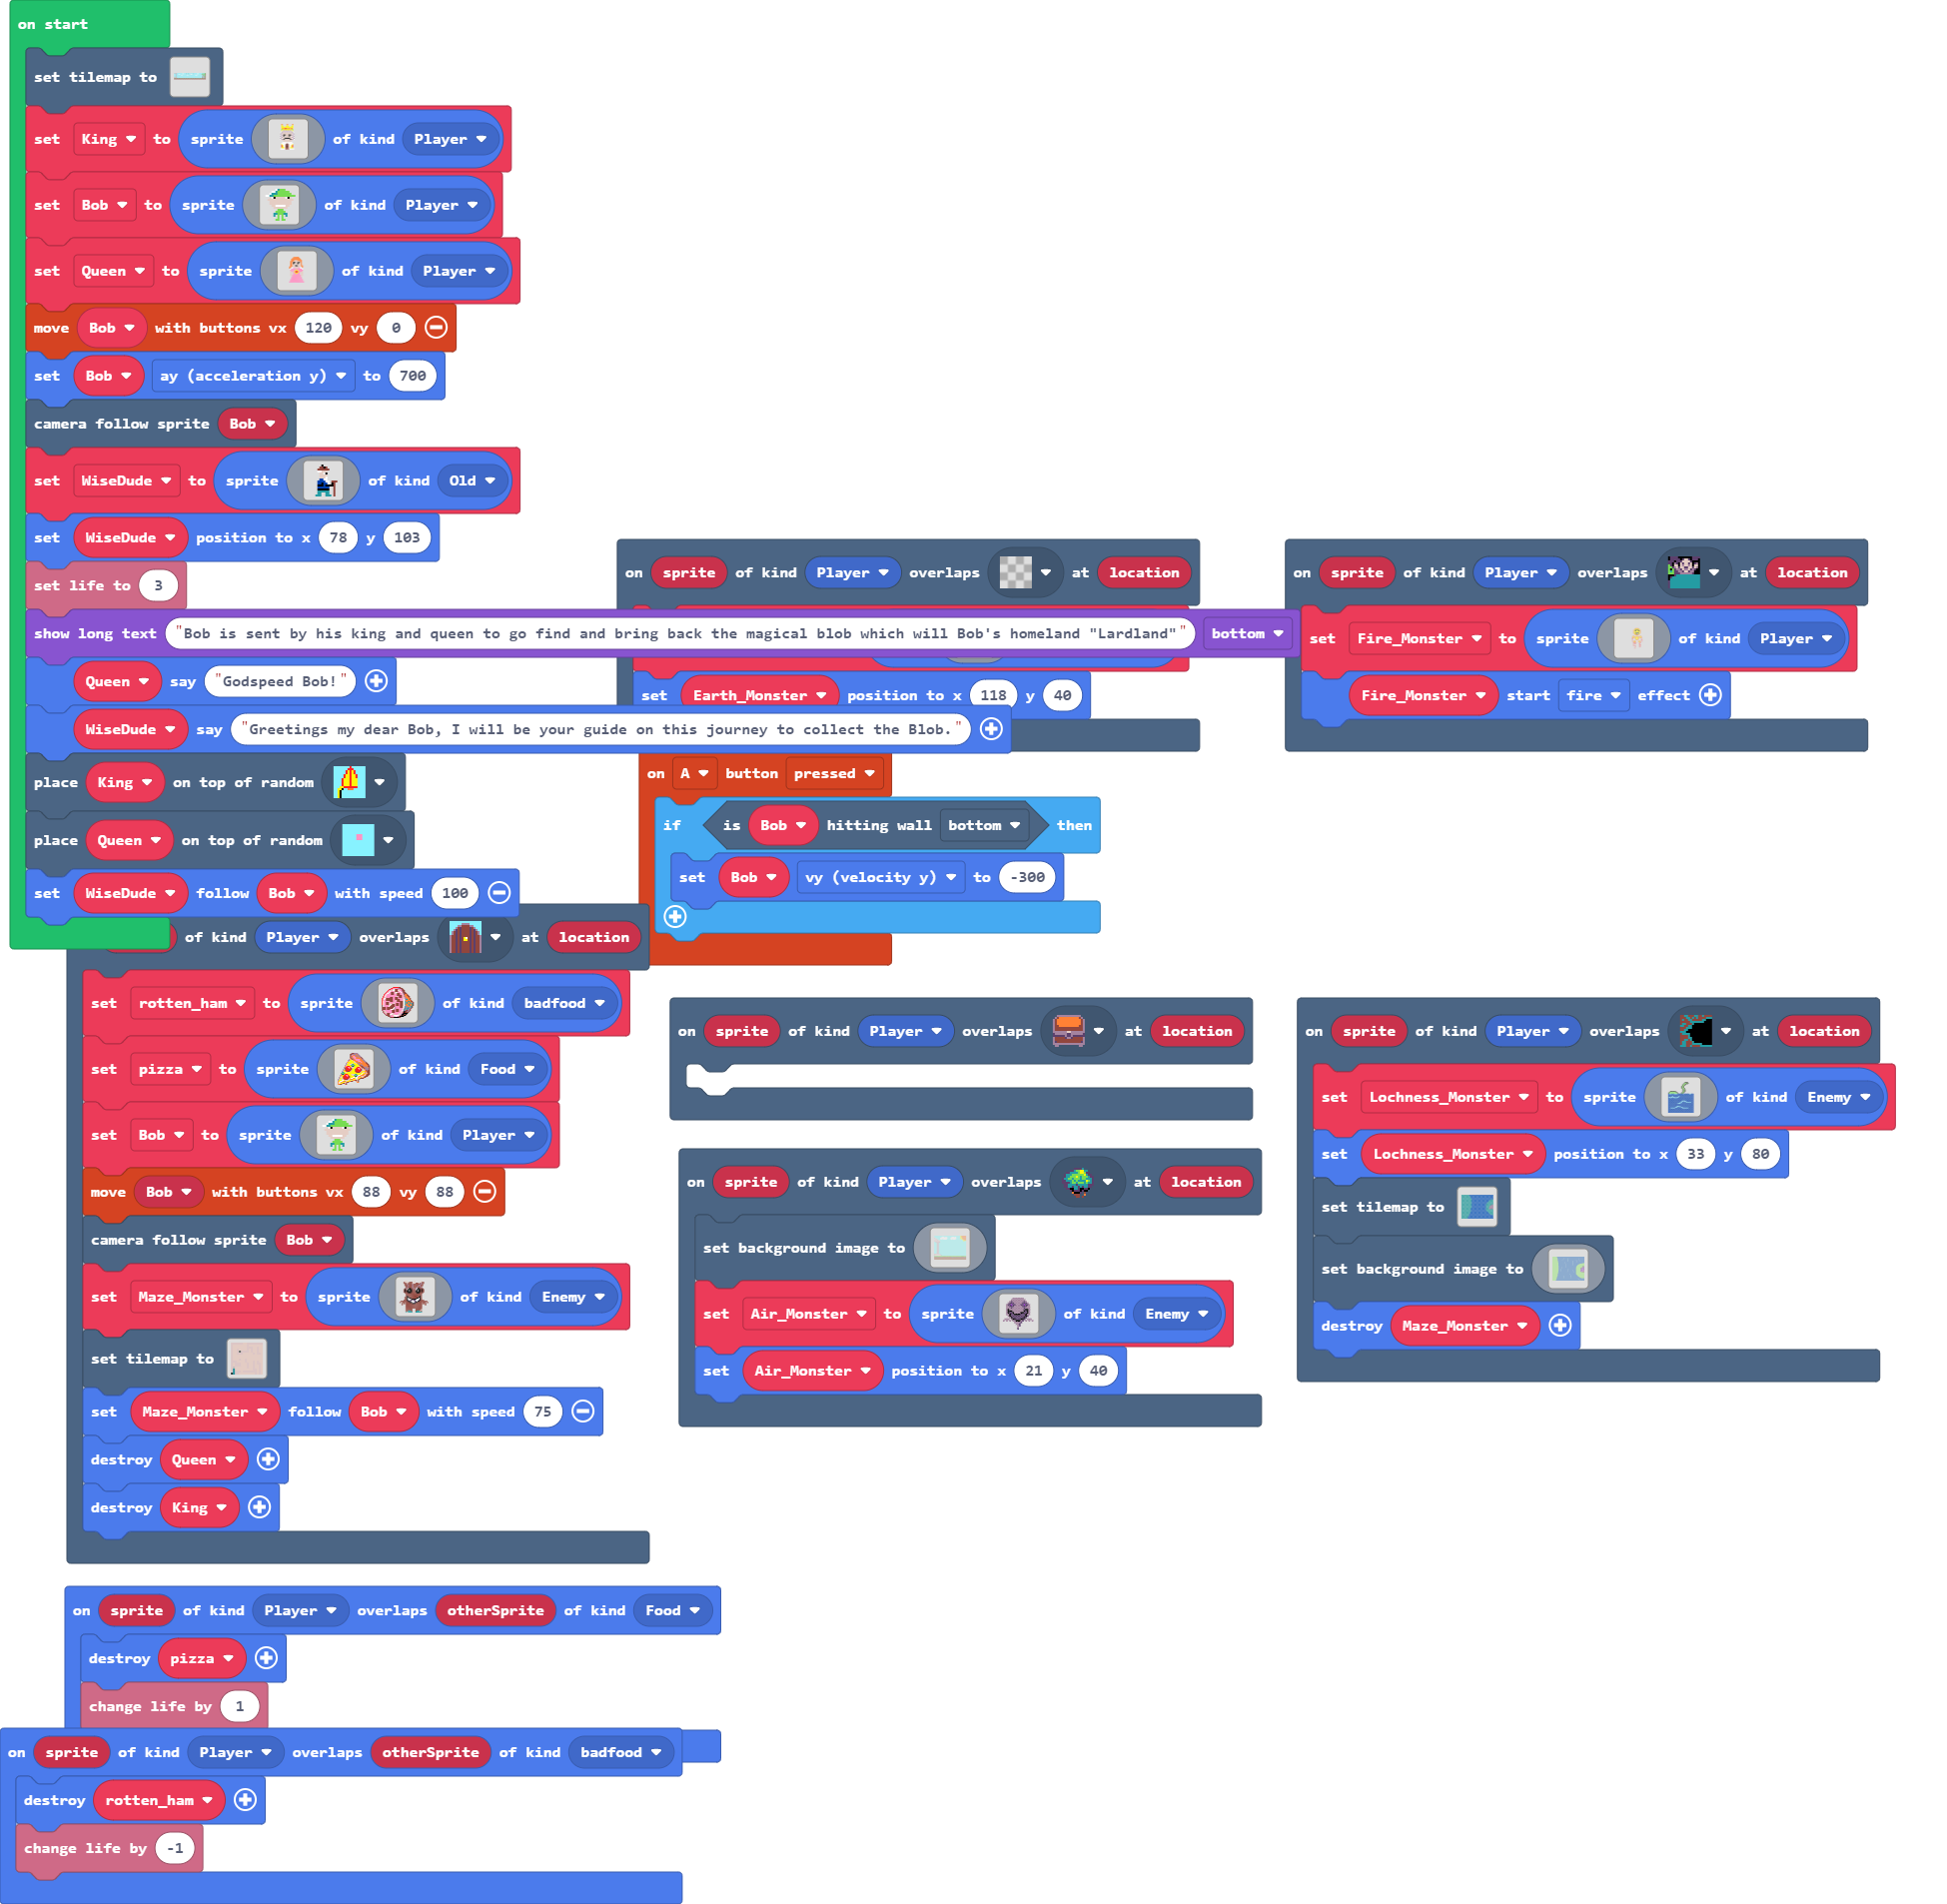 on start
set tilemap to
set King to sprite of kind Player
set Bob to sprite of kind Player
set Queen to sprite of kind Player
move Bob with buttons vx 120 vy 0
set Bob ay (acceleration y) to 700
camera follow sprite Bob
set WiseDude to sprite of kind Old
set WiseDude position to x 78 y 103
set life to 3
show long text "Bob is sent by his king and queen to go find and bring back the magical blob which will Bob's homeland "Lardland"" bottom
Queen say "Godspeed Bob!"
WiseDude say "Greetings my dear Bob, I will be your guide on this journey to collect the Blob."
place King on top of random
place Queen on top of random
set WiseDude follow Bob with speed 100
on sprite of kind Player overlaps at location
set Earth_Monster position to x 118 y 40
on sprite of kind Player overlaps at location
set Fire_Monster to sprite of kind Player
Fire_Monster start fire effect
on A button pressed
if is Bob hitting wall bottom then
set Bob vy (velocity y) to -300
of kind Player overlaps at location
set rotten_ham to sprite of kind badfood
set pizza to sprite of kind Food
set Bob to sprite of kind Player
move Bob with buttons vx 88 vy 88
camera follow sprite Bob
set Maze_Monster to sprite of kind Enemy
set tilemap to
set Maze_Monster follow Bob with speed 75
destroy Queen
destroy King
on sprite of kind Player overlaps at location
on sprite of kind Player overlaps at location
set background image to
set Air_Monster to sprite of kind Enemy
set Air_Monster position to x 21 y 40
on sprite of kind Player overlaps at location
set Lochness_Monster to sprite of kind Enemy
set Lochness_Monster position to x 33 y 80
set tilemap to
set background image to
destroy Maze_Monster
on sprite of kind Player overlaps otherSprite of kind Food
destroy pizza
change life by 1
on sprite of kind Player overlaps otherSprite of kind badfood
destroy rotten_ham
change life by -1